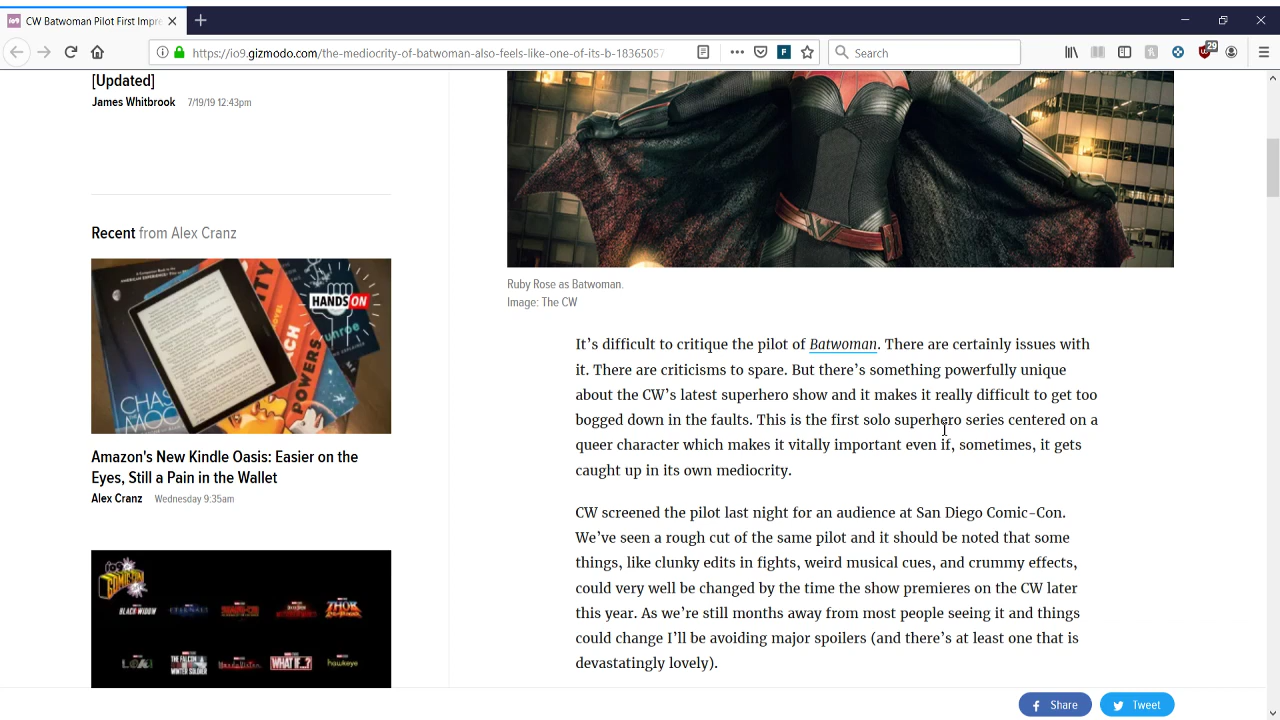 CW Batwoman Pilot First Impre
https://io9.gizmodo.com/the-mediocrity-of-batwoman-also-feels-like-one-of-its-b-18365057
Search
29
[Updated]
James Whitbrook 7/19/19 12:43pm
Recent from Alex Cranz
HANDS ON
POWERS
Amazon's New Kindle Oasis: Easier on the
Eyes, Still a Pain in the Wallet
Alex Cranz Wednesday 9:35am
io9
COMIC-CON
BLACK WIDOW
THOR
LOKI
THE FALCON
WINTER SOLDIER
WandaVision
WHAT IF...?
hawkeye
Ruby Rose as Batwoman.
Image: The CW
It’s difficult to critique the pilot of Batwoman. There are certainly issues with
it. There are criticisms to spare. But there’s something powerfully unique
about the CW’s latest superhero show and it makes it really difficult to get too
bogged down in the faults. This is the first solo superhero series centered on a
queer character which makes it vitally important even if, sometimes, it gets
caught up in its own mediocrity.
CW screened the pilot last night for an audience at San Diego Comic-Con.
We’ve seen a rough cut of the same pilot and it should be noted that some
things, like clunky edits in fights, weird musical cues, and crummy effects,
could very well be changed by the time the show premieres on the CW later
this year. As we’re still months away from most people seeing it and things
could change I’ll be avoiding major spoilers (and there’s at least one that is
devastatingly lovely).
Share
Tweet